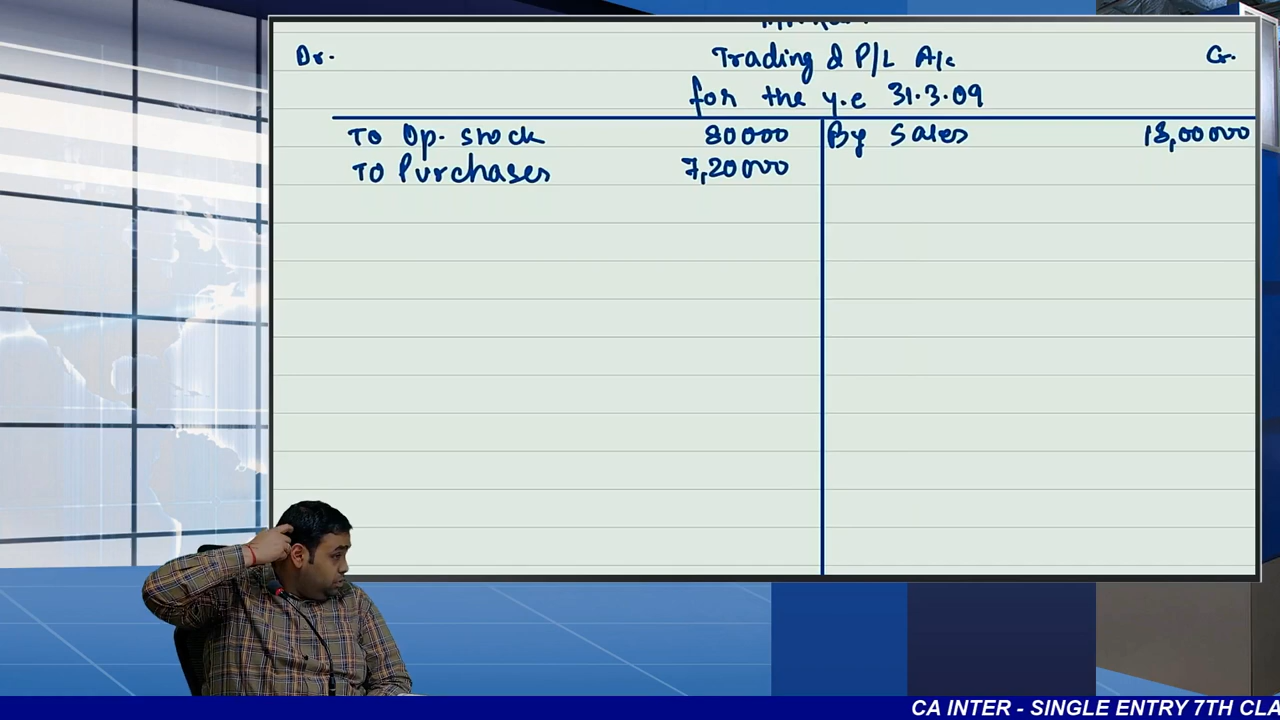 Dr.
Trading & P/L A/c
Cr.
for the y.e 31.3.09
To Op. stock 80000 By Sales 18,00000
To Purchases 7,20000
CA INTER - SINGLE ENTRY 7TH CLA